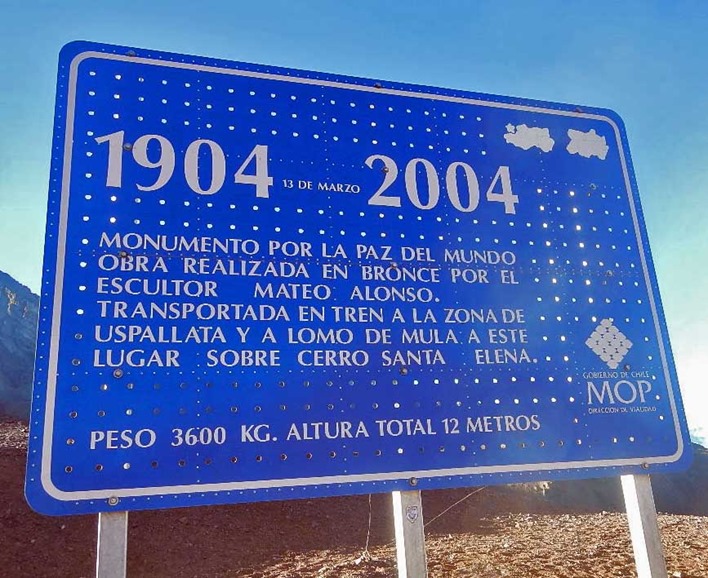 1904 13 DE MARZO 2004
MONUMENTO POR LA PAZ DEL MUNDO
OBRA REALIZADA EN BRONCE POR EL
ESCULTOR MATEO ALONSO.
TRANSPORTADA EN TREN A LA ZONA DE
USPALLATA Y A LOMO DE MULA A ESTE
LUGAR SOBRE CERRO SANTA ELENA.
GOBIERNO DE CHILE
MOP.
DIRECCION DE VIALIDAD
PESO 3600 KG. ALTURA TOTAL 12 METROS